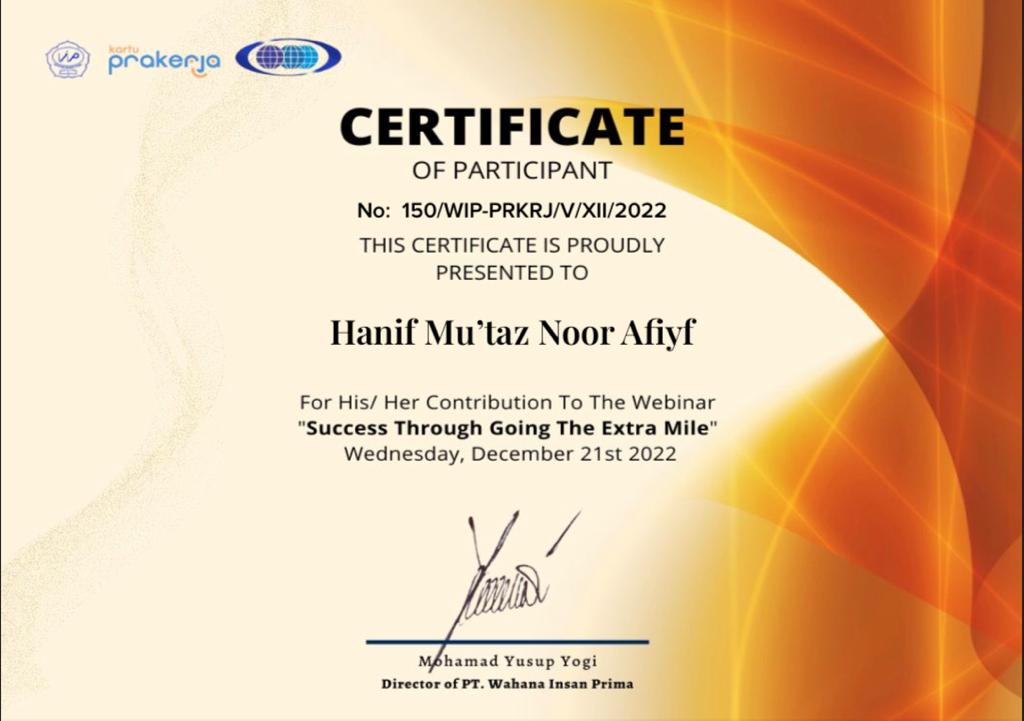 WIP
kartu
prakerja
CERTIFICATE
OF PARTICIPANT
No: 150/WIP-PRKRJ/V/XII/2022
THIS CERTIFICATE IS PROUDLY
PRESENTED TO
Hanif Mu’taz Noor Afiyf
For His/ Her Contribution To The Webinar
"Success Through Going The Extra Mile"
Wednesday, December 21st 2022
Mohamad Yusup Yogi
Director of PT. Wahana Insan Prima